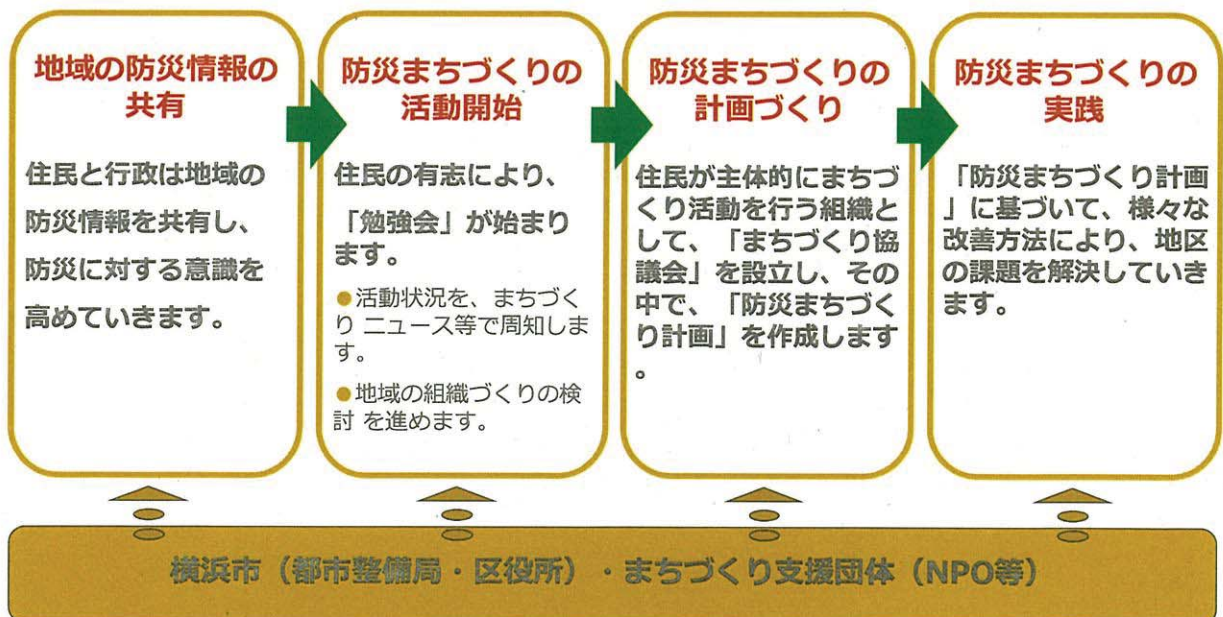 地域の防災情報の
共有
住民と行政は地域の
防災情報を共有し、
防災に対する意識を
高めていきます。
防災まちづくりの
活動開始
住民の有志により、
「勉強会」が始まり
ます。
●活動状況を、まちづく
り ニュース等で周知しま
す。
●地域の組織づくりの検
討 を進めます。
防災まちづくりの
計画づくり
住民が主体的にまちづ
くり活動を行う組織と
して、「まちづくり協
議会」を設立し、その
中で、「防災まちづく
り計画」を作成します
。
防災まちづくりの
実践
「防災まちづくり計画
」に基づいて、様々な
改善方法により、地区
の課題を解決していき
ます。
横浜市（都市整備局・区役所）・まちづくり支援団体（NPO等）